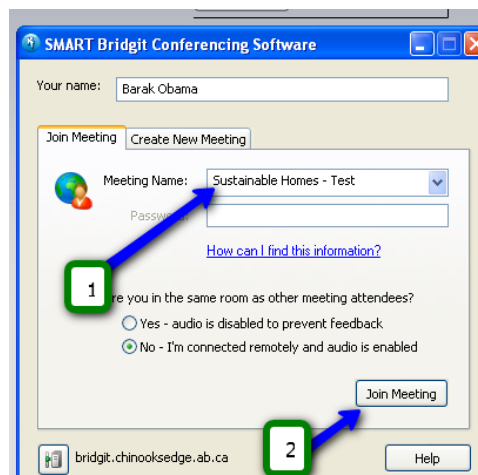 SMART Bridgit Conferencing Software
Your name: Barak Obama
Join Meeting Create New Meeting
Meeting Name: Sustainable Homes - Test
How can I find this information?
1
re you in the same room as other meeting attendees?
Yes - audio is disabled to prevent feedback
No - I'm connected remotely and audio is enabled
Join Meeting
2
bridgit.chinooksedge.ab.ca Help